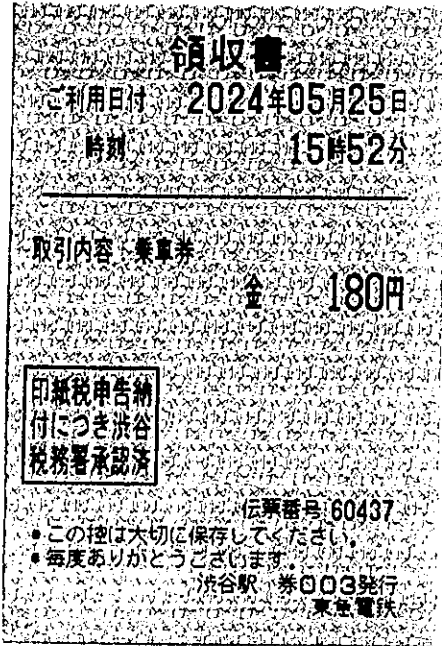 領収書
ご利用日付 2024年05月25日
時刻 15時52分
取引内容 乗車券
金 180円
印紙税申告納
付につき渋谷
税務署承認済
伝票番号 60437
・この控は大切に保存してください。
・毎度ありがとうございます。
渋谷駅 券003発行
東急電鉄